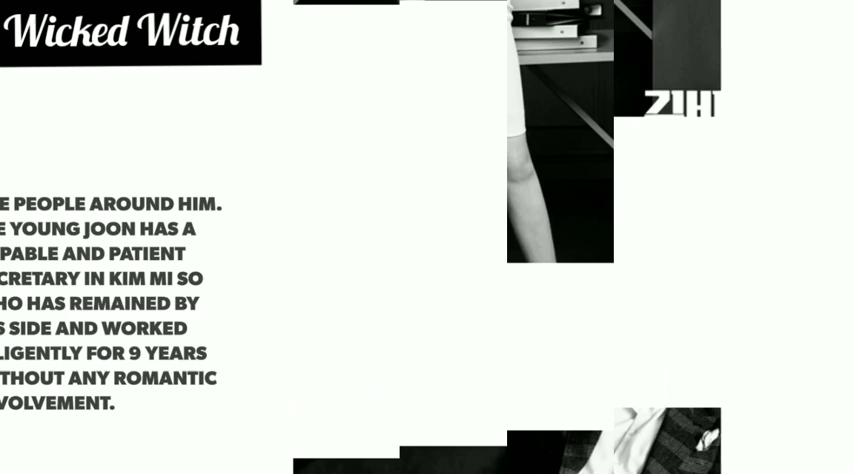 Wicked Witch
E PEOPLE AROUND HIM.
E YOUNG JOON HAS A
PABLE AND PATIENT
CRETARY IN KIM MI SO
HO HAS REMAINED BY
S SIDE AND WORKED
LIGENTLY FOR 9 YEARS
THOUT ANY ROMANTIC
VOLVEMENT.